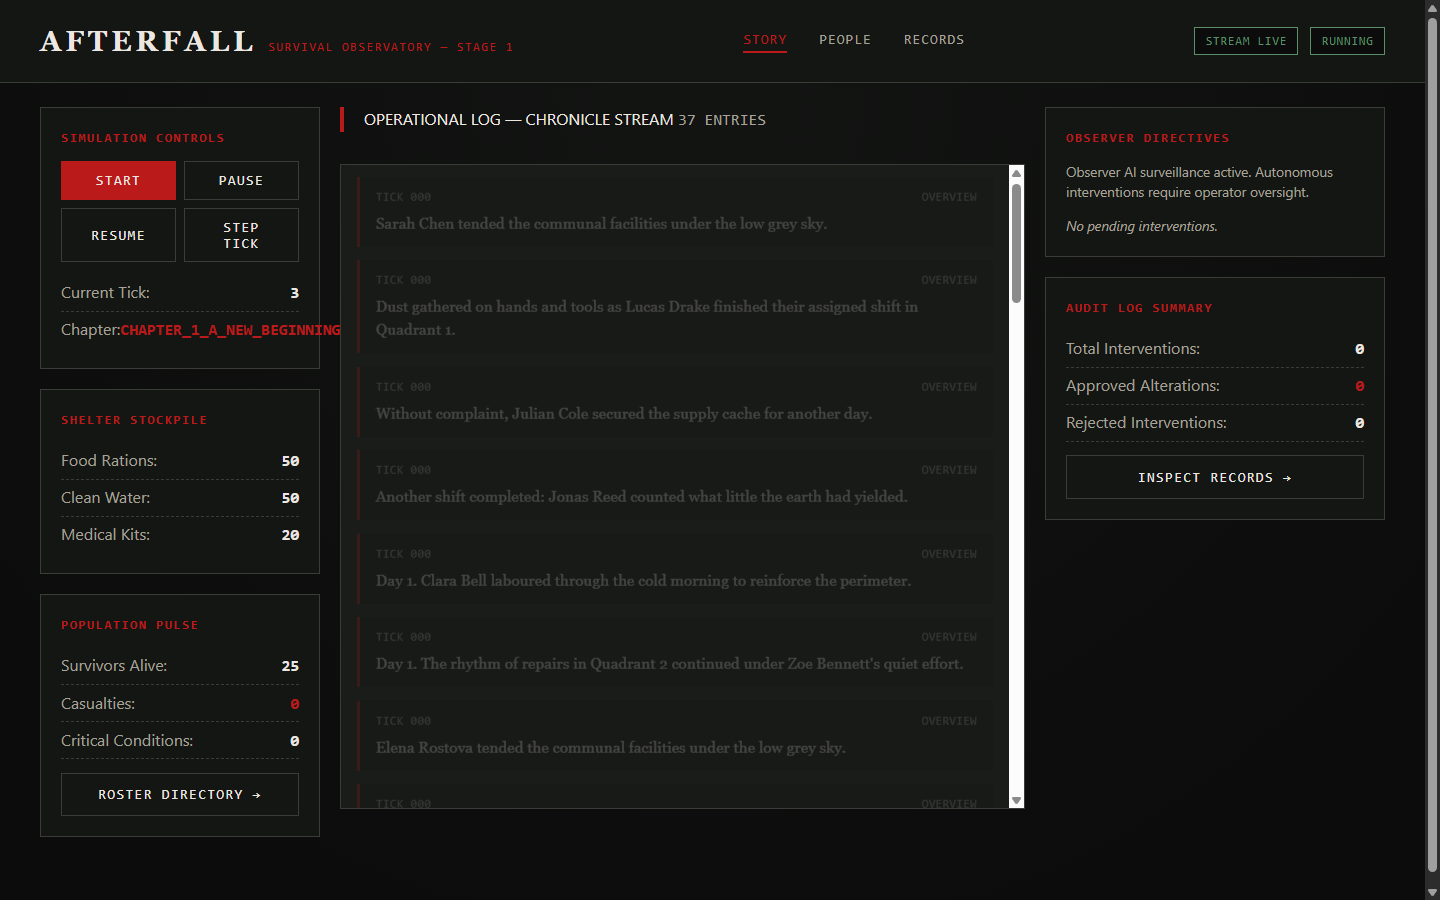 AFTERFALL SURVIVAL OBSERVATORY — STAGE 1
STORY PEOPLE RECORDS
STREAM LIVE RUNNING
SIMULATION CONTROLS
START PAUSE
RESUME STEP
TICK
Current Tick: 3
Chapter:CHAPTER_1_A_NEW_BEGINNING
SHELTER STOCKPILE
Food Rations: 50
Clean Water: 50
Medical Kits: 20
POPULATION PULSE
Survivors Alive: 25
Casualties: 0
Critical Conditions: 0
ROSTER DIRECTORY →
OPERATIONAL LOG — CHRONICLE STREAM 37 ENTRIES
TICK 000 OVERVIEW
Sarah Chen tended the communal facilities under the low grey sky.
TICK 000 OVERVIEW
Dust gathered on hands and tools as Lucas Drake finished their assigned shift in
Quadrant 1.
TICK 000 OVERVIEW
Without complaint, Julian Cole secured the supply cache for another day.
TICK 000 OVERVIEW
Another shift completed: Jonas Reed counted what little the earth had yielded.
TICK 000 OVERVIEW
Day 1. Clara Bell laboured through the cold morning to reinforce the perimeter.
TICK 000 OVERVIEW
Day 1. The rhythm of repairs in Quadrant 2 continued under Zoe Bennett's quiet effort.
TICK 000 OVERVIEW
Elena Rostova tended the communal facilities under the low grey sky.
TICK 000 OVERVIEW
OBSERVER DIRECTIVES
Observer AI surveillance active. Autonomous
interventions require operator oversight.
No pending interventions.
AUDIT LOG SUMMARY
Total Interventions: 0
Approved Alterations: 0
Rejected Interventions: 0
INSPECT RECORDS →